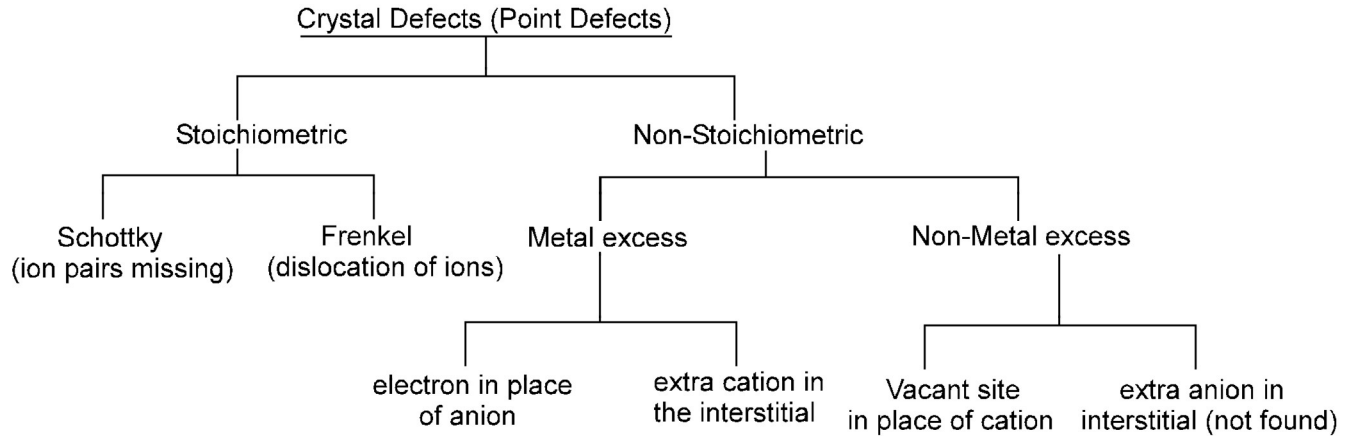 Crystal Defects (Point Defects)
Stoichiometric
Non-Stoichiometric
Schottky
(ion pairs missing)
Frenkel
(dislocation of ions)
Metal excess
Non-Metal excess
electron in place
of anion
extra cation in
the interstitial
Vacant site
in place of cation
extra anion in
interstitial (not found)